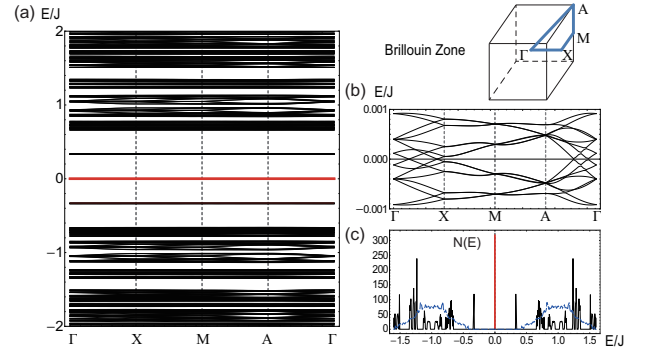 (a)
E/J
2
1
0
−1
−2
Γ X M A Γ
Brillouin Zone
A
M
Γ
X
(b)
E/J
0.001
0.000
−0.001
Γ X M A Γ
(c)
N(E)
300
250
200
150
100
50
0
−1.5 −1.0 −0.5 0.0 0.5 1.0 1.5
E/J